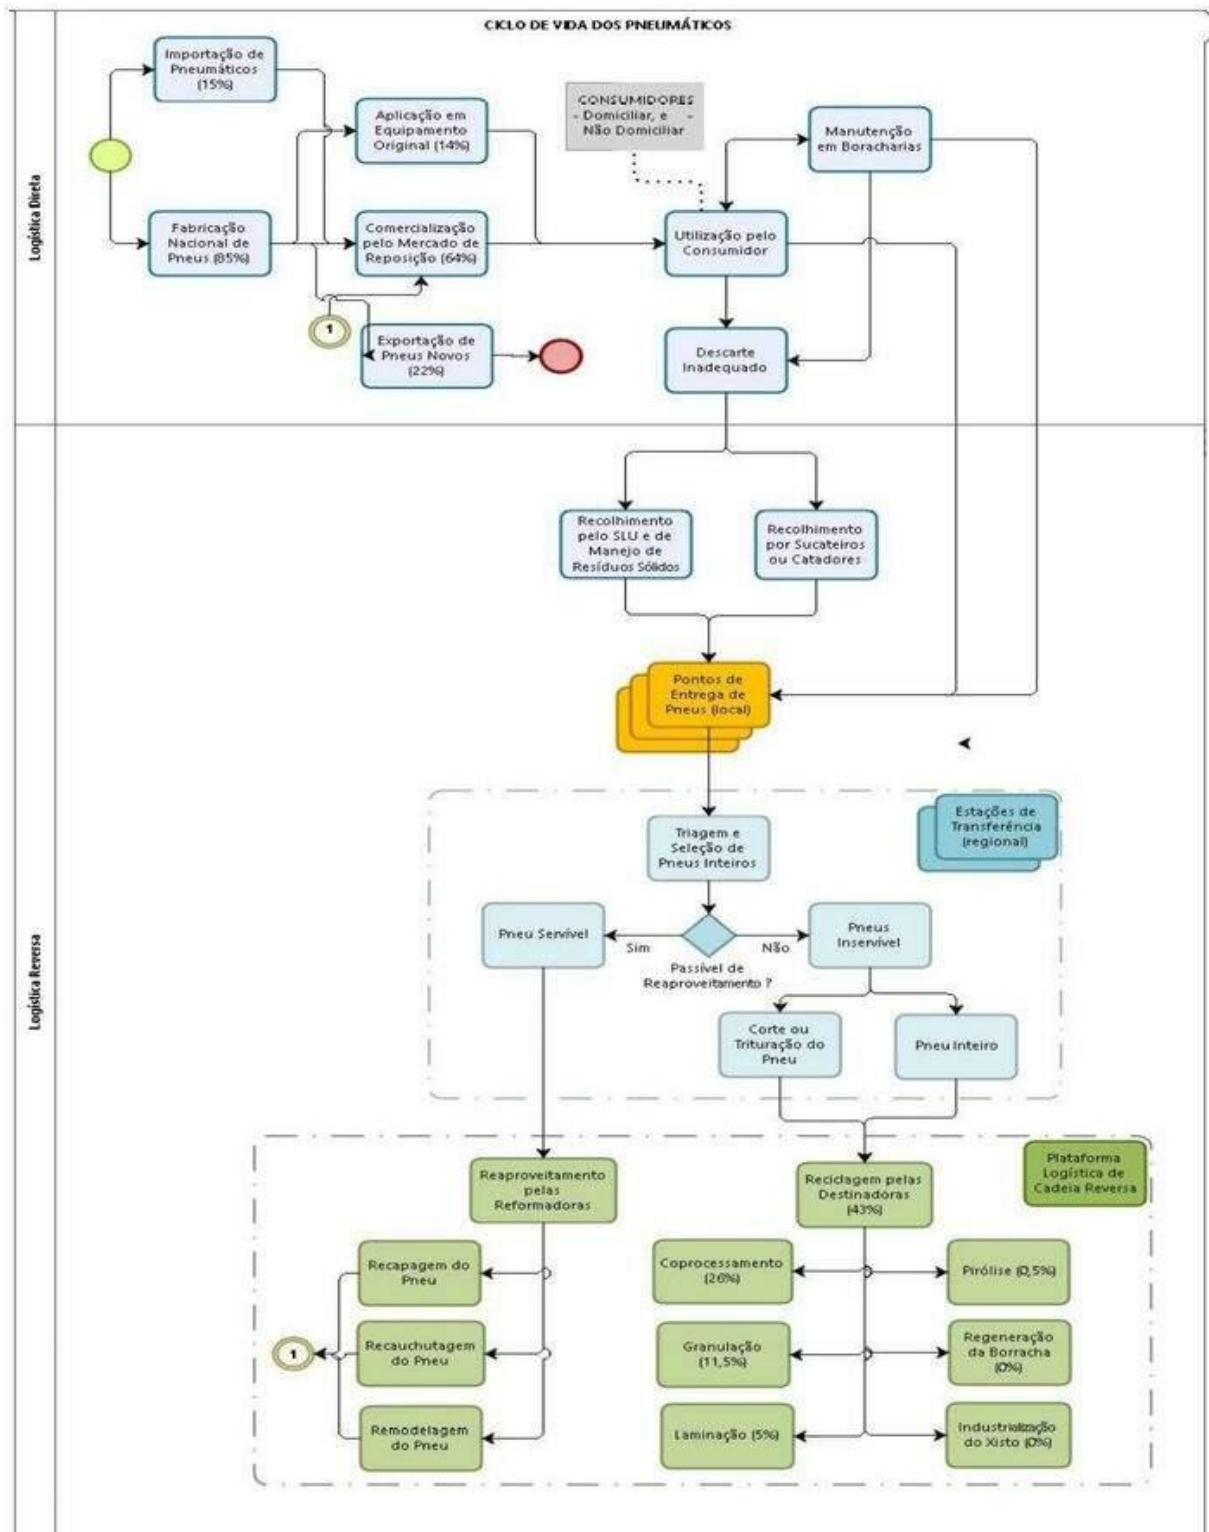 CICLO DE VIDA DOS PNEUMÁTICOS
Logística Direta
Importação de
Pneumáticos
(15%)
Aplicação em
Equipamento
Original (14%)
CONSUMIDORES
- Domiciliar, e -
Não Domiciliar
Manutenção
em Boracharias
Fabricação
Nacional de
Pneus (85%)
Comercialização
pelo Mercado de
Reposição (64%)
Utilização pelo
Consumidor
1
Exportação de
Pneus Novos
(22%)
Descarte
Inadequado
Logística Reversa
Recolhimento
pelo SLU e de
Manejo de
Resíduos Sólidos
Recolhimento
por Sucateiros
ou Catadores
Pontos de
Entrega de
Pneus (local)
Estações de
Transferência
(regional)
Triagem e
Seleção de
Pneus Inteiros
Pneu Servível
Sim
Não
Pneus
Inservível
Passível de
Reaproveitamento ?
Corte ou
Trituração do
Pneu
Pneu Inteiro
Plataforma
Logística de
Cadeia Reversa
Reaproveitamento
pelas
Reformadoras
Reciclagem pelas
Destinadoras
(43%)
Recapagem do
Pneu
Coprocessamento
(26%)
Pirólise (0,5%)
1
Recauchutagem
do Pneu
Granulação
(11,5%)
Regeneração
da Borracha
(0%)
Remodelagem
do Pneu
Laminação (5%)
Industrialização
do Xisto (0%)